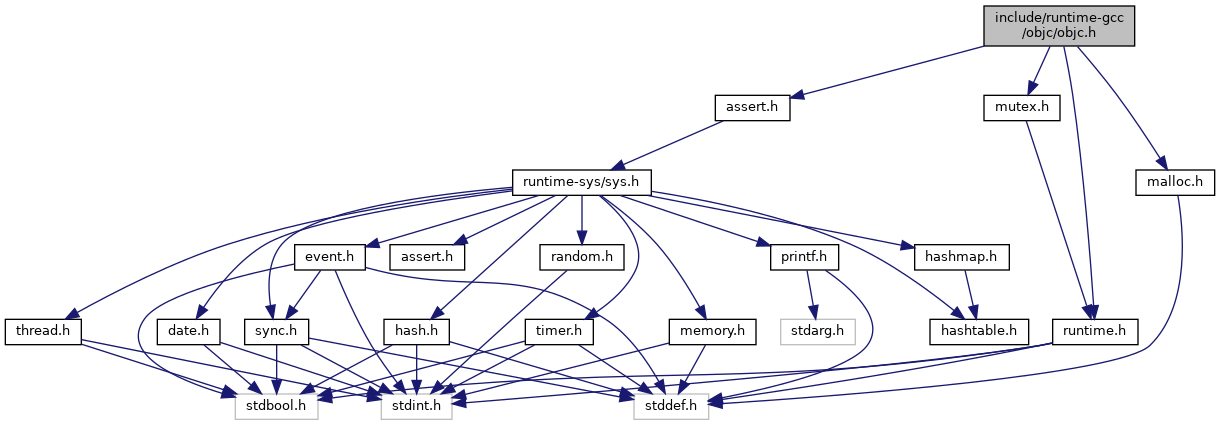 include/runtime-gcc
/objc/objc.h
assert.h
mutex.h
runtime-sys/sys.h
malloc.h
event.h
assert.h
random.h
printf.h
hashmap.h
thread.h
date.h
sync.h
hash.h
timer.h
memory.h
stdarg.h
hashtable.h
runtime.h
stdbool.h
stdint.h
stddef.h